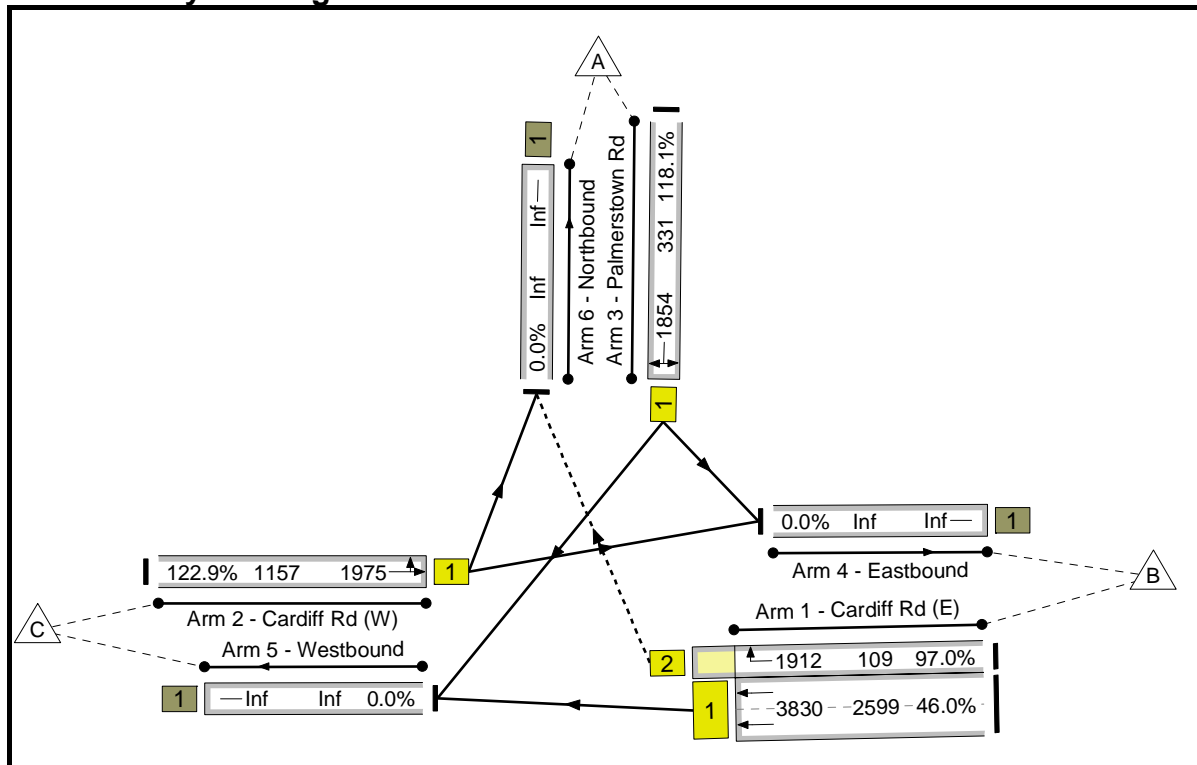 A
1
Inf
Inf
0.0%
Arm 6 - Northbound
Arm 3 - Palmerstown Rd
118.1%
331
1854
1
0.0% Inf Inf
1
Arm 4 - Eastbound
B
122.9% 1157 1975
1
Arm 2 - Cardiff Rd (W)
C
Arm 5 - Westbound
1
Inf Inf 0.0%
Arm 1 - Cardiff Rd (E)
2
1912 109 97.0%
1
3830 2599 46.0%